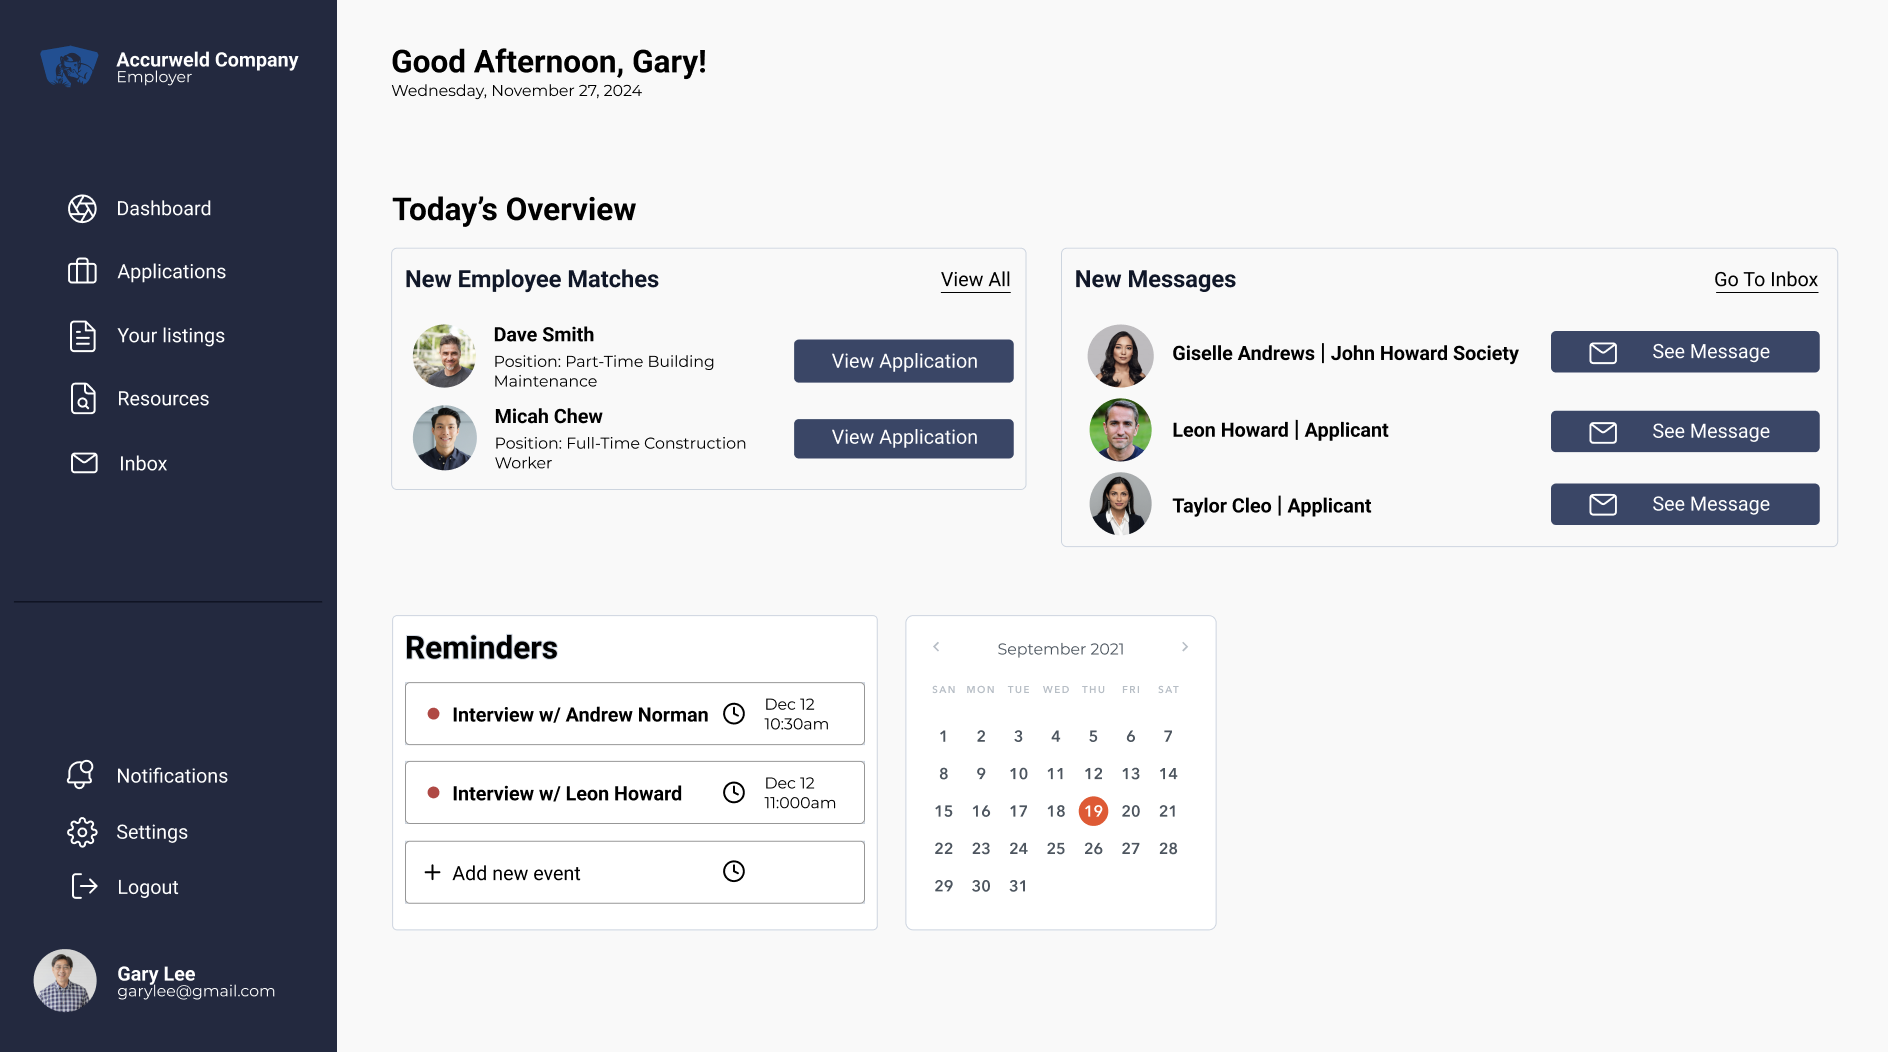 Accurweld Company
Employer
Dashboard
Applications
Your listings
Resources
Inbox
Notifications
Settings
Logout
Gary Lee
garylee@gmail.com
Good Afternoon, Gary!
Wednesday, November 27, 2024
Today's Overview
New Employee Matches
View All
Dave Smith
Position: Part-Time Building
Maintenance
View Application
Micah Chew
Position: Full-Time Construction
Worker
View Application
New Messages
Go To Inbox
Giselle Andrews | John Howard Society
See Message
Leon Howard | Applicant
See Message
Taylor Cleo | Applicant
See Message
Reminders
Interview w/ Andrew Norman
Dec 12
10:30am
Interview w/ Leon Howard
Dec 12
11:000am
+ Add new event
< September 2021 >
SAN MON TUE WED THU FRI SAT
1 2 3 4 5 6 7
8 9 10 11 12 13 14
15 16 17 18 19 20 21
22 23 24 25 26 27 28
29 30 31